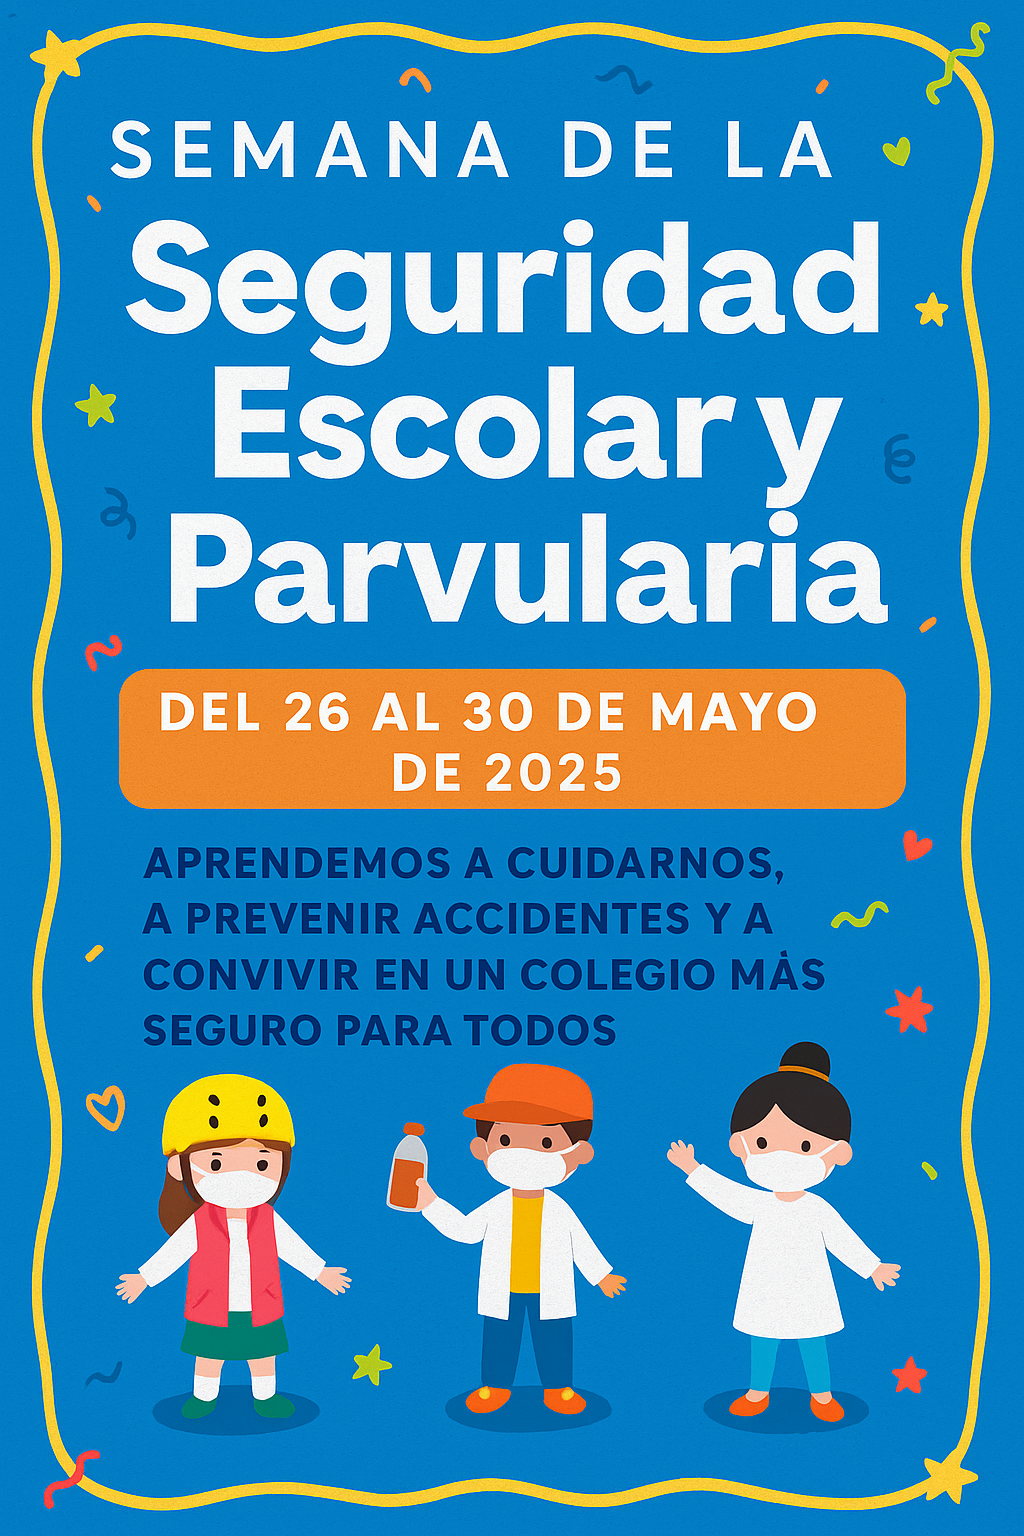 SEMANA DE LA
Seguridad
Escolar y
Parvularia
DEL 26 AL 30 DE MAYO
DE 2025
APRENDEMOS A CUIDARNOS,
A PREVENIR ACCIDENTES Y A
CONVIVIR EN UN COLEGIO MÁS
SEGURO PARA TODOS